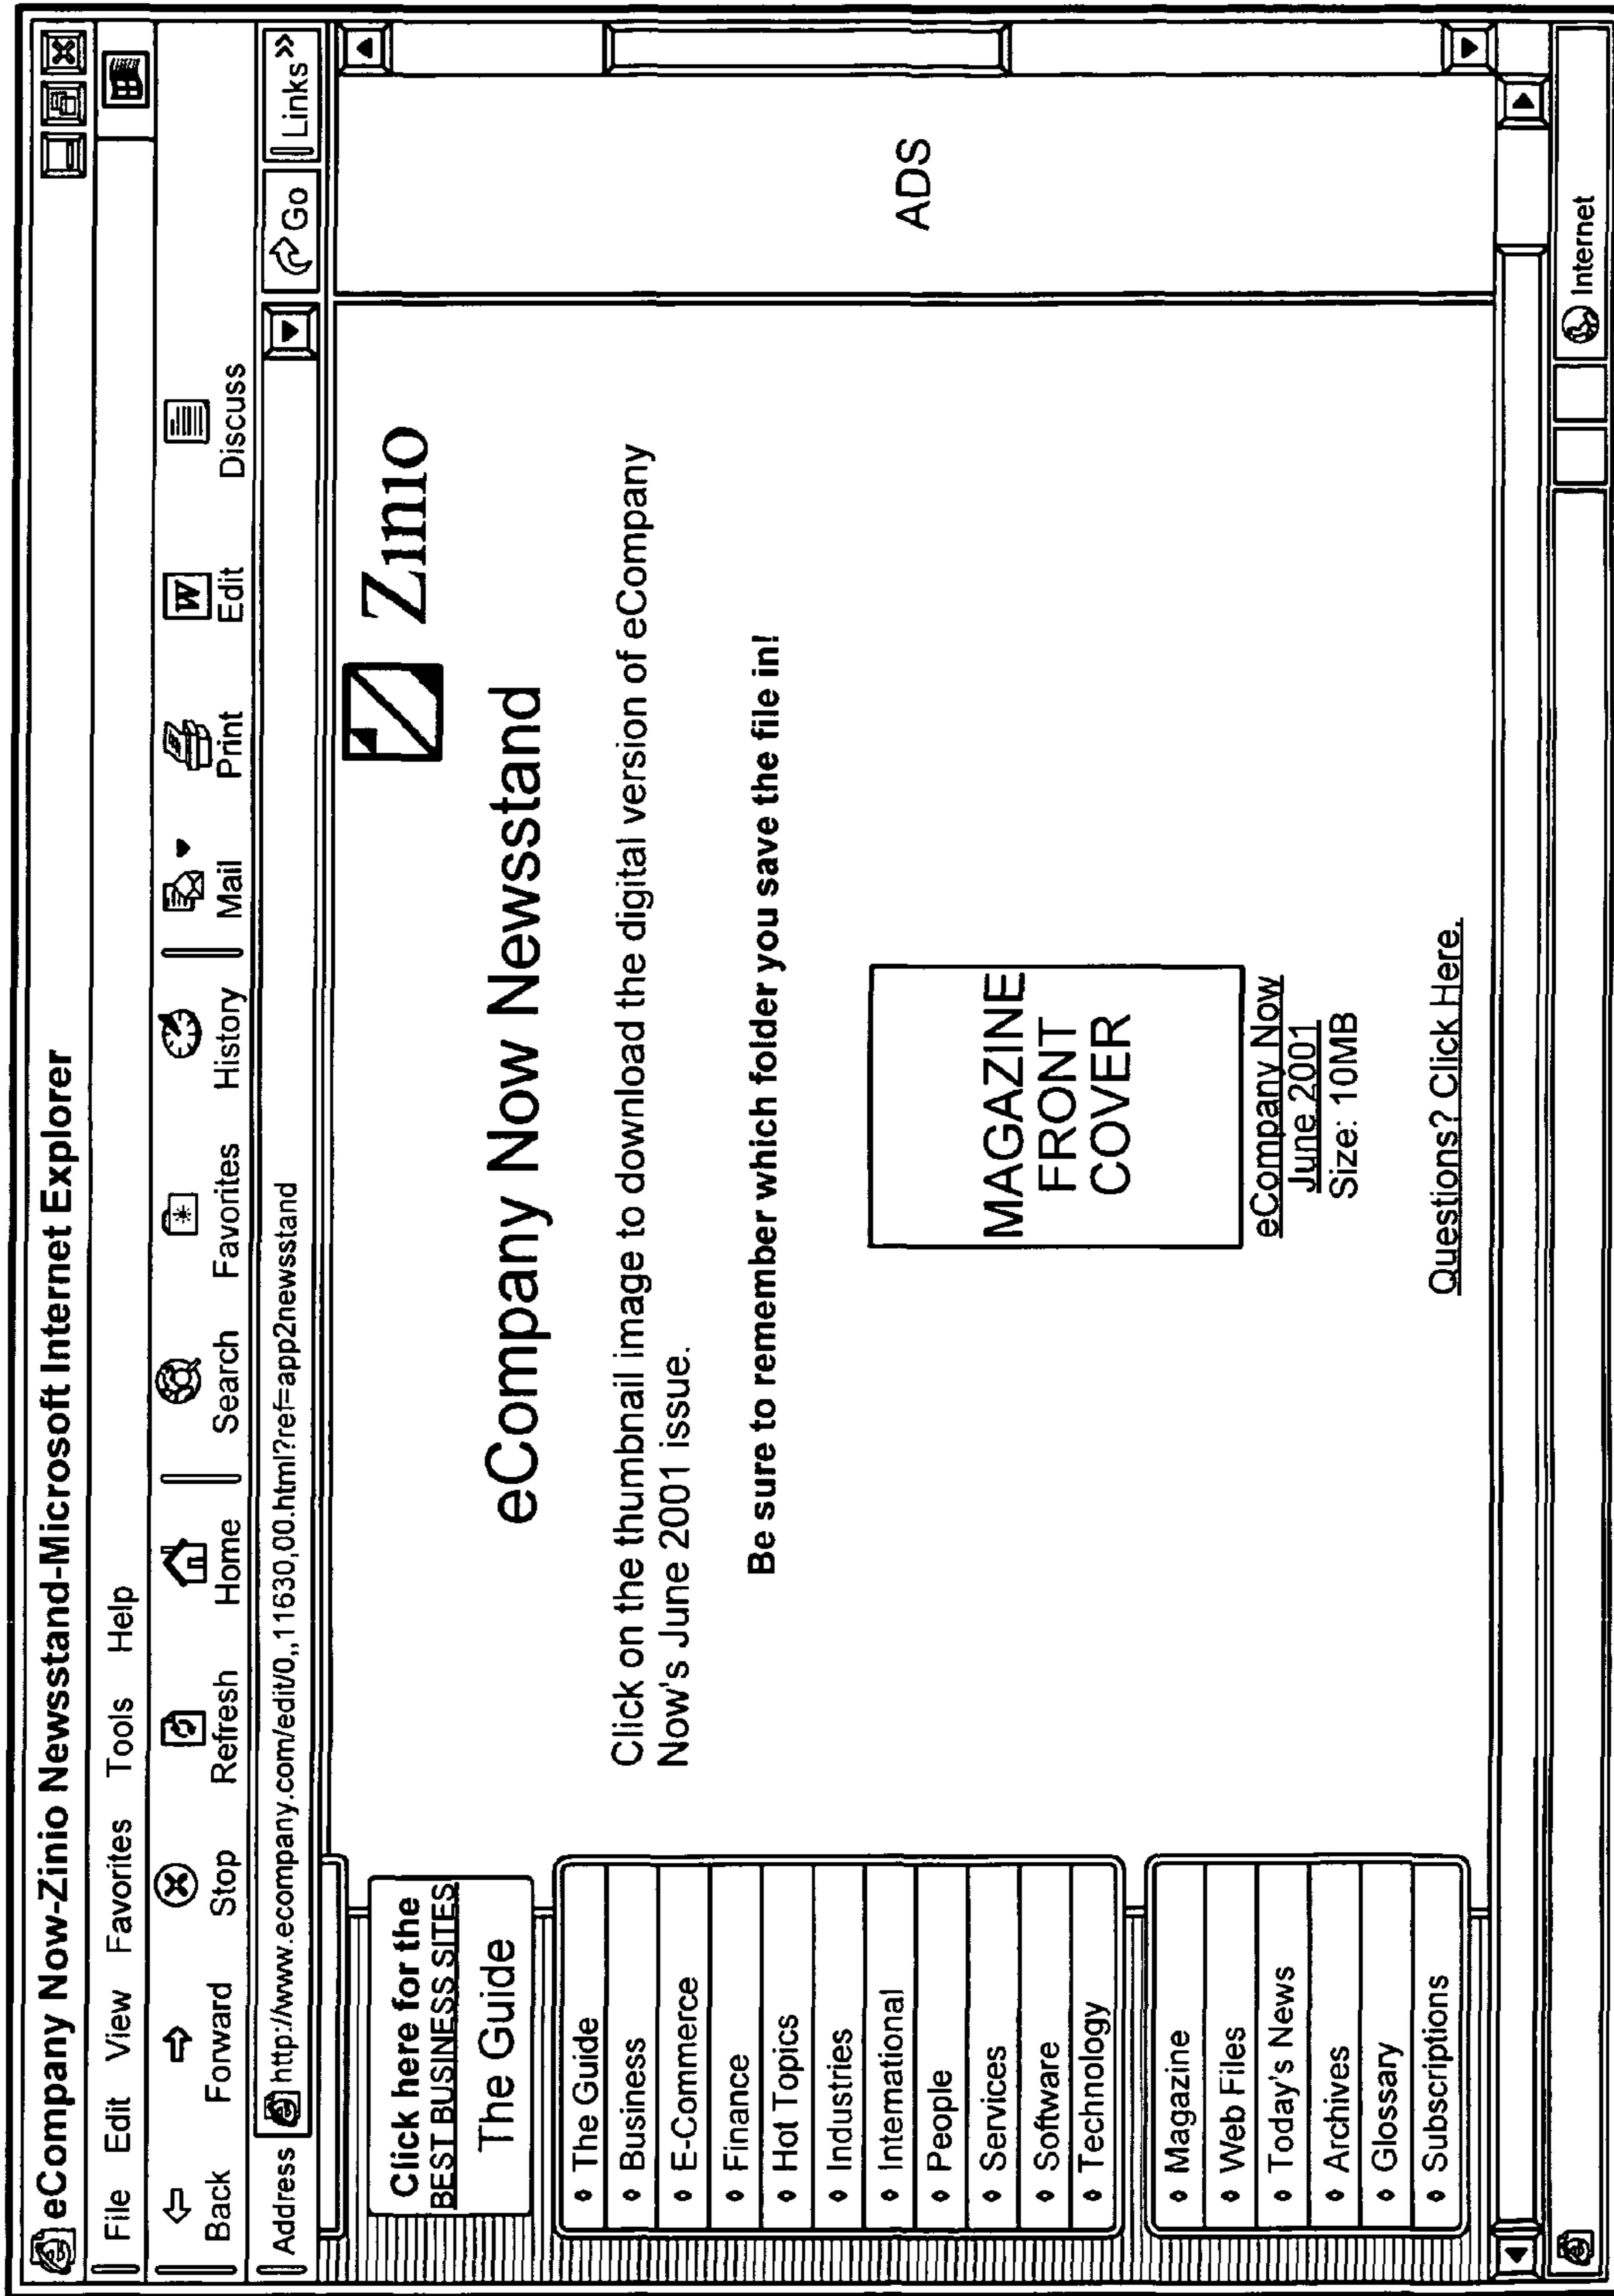 eCompany Now-Zinio Newsstand-Microsoft Internet Explorer
File Edit View Favorites Tools Help
Back Forward Stop Refresh Home Search Favorites History Mail Print Edit Discuss
Address http://www.ecompany.com/edit/0,,11630,00.html?ref=app2newsstand Go Links »
Click here for the
BEST BUSINESS SITES
The Guide
The Guide
Business
E-Commerce
Finance
Hot Topics
Industries
International
People
Services
Software
Technology
Magazine
Web Files
Today's News
Archives
Glossary
Subscriptions
Zinio
eCompany Now Newsstand
Click on the thumbnail image to download the digital version of eCompany
Now's June 2001 issue.
Be sure to remember which folder you save the file in!
MAGAZINE
FRONT
COVER
eCompany Now
June 2001
Size: 10MB
Questions? Click Here.
ADS
Internet